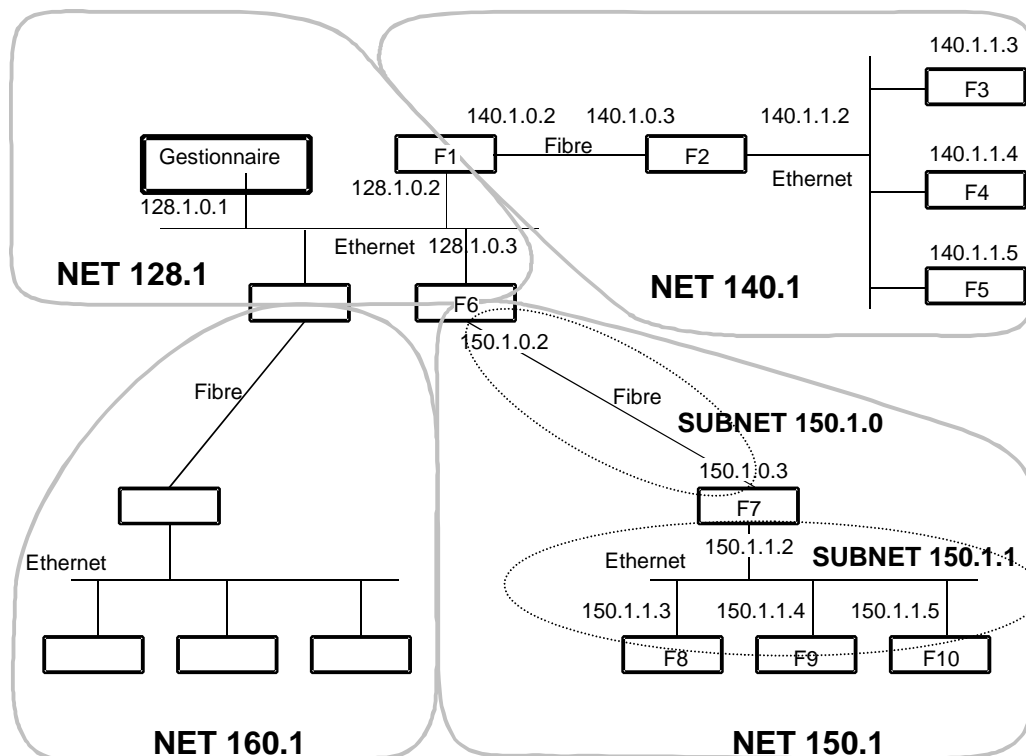 140.1.1.3
F3
140.1.0.2
140.1.0.3
140.1.1.2
Gestionnaire
F1
Fibre
F2
140.1.1.4
Ethernet
F4
128.1.0.1
128.1.0.2
Ethernet
128.1.0.3
NET 128.1
NET 140.1
140.1.1.5
F5
F6
150.1.0.2
Fibre
Fibre
SUBNET 150.1.0
150.1.0.3
F7
Ethernet
150.1.1.2
Ethernet
SUBNET 150.1.1
150.1.1.3
150.1.1.4
150.1.1.5
F8
F9
F10
NET 160.1
NET 150.1